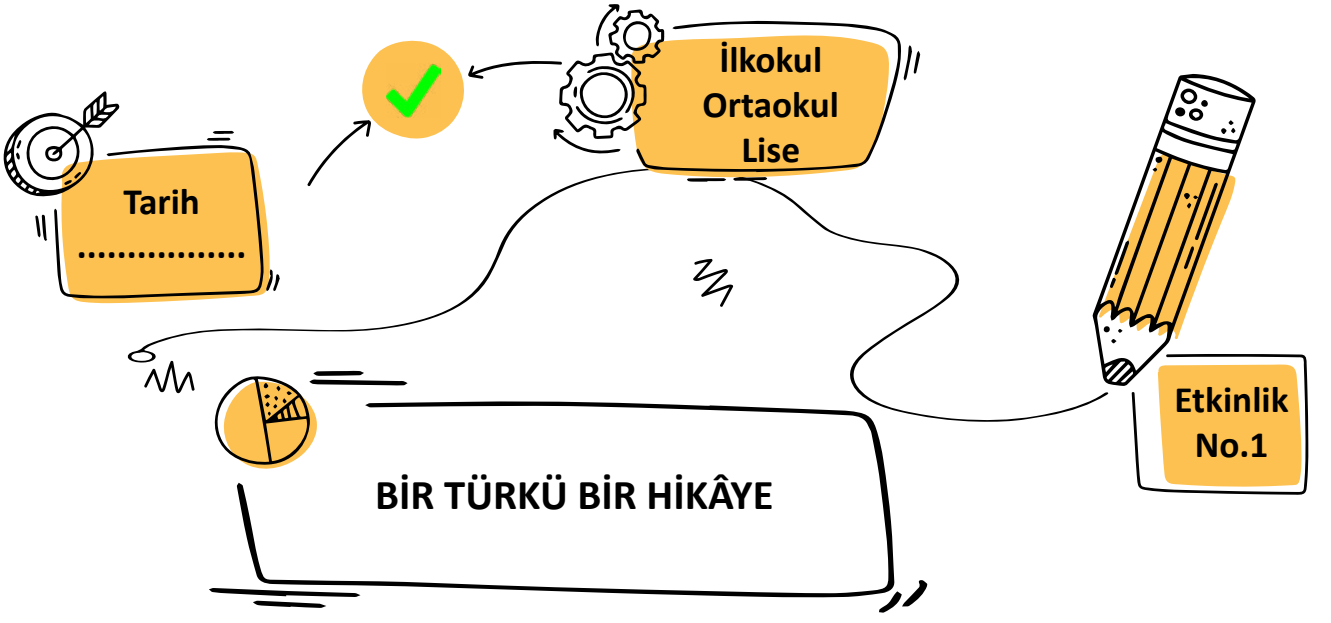 İlkokul
Ortaokul
Lise
Tarih
.................
Etkinlik
No.1
BİR TÜRKÜ BİR HİKÂYE